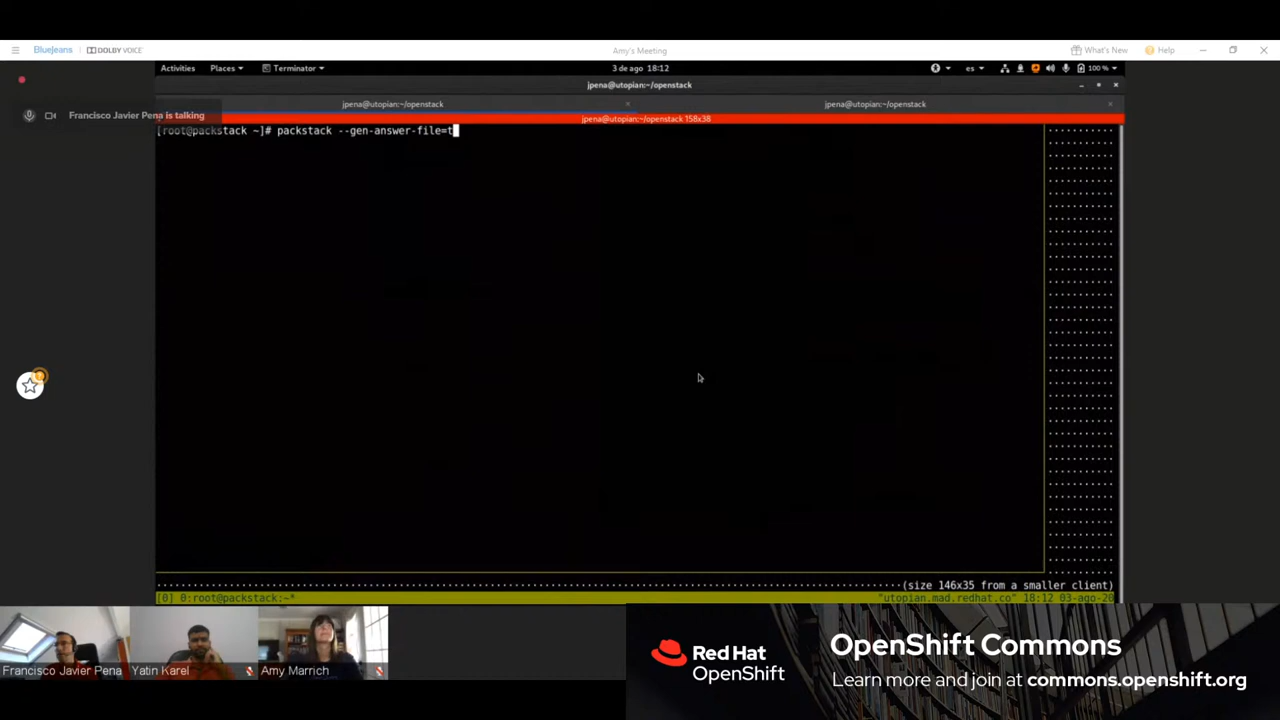 BlueJeans DOLBY VOICE Amy's Meeting What's New Help
Activities Places Terminator 3 de ago 18:12 es 100 %
jpena@utopian:~/openstack
jpena@utopian:~/openstack jpena@utopian:~/openstack
Francisco Javier Pena is talking
jpena@utopian:~/openstack 158x38
[root@packstack ~]# packstack --gen-answer-file=t
(size 146x35 from a smaller client)
[0] 0:root@packstack:~* "utopian.mad.redhat.co" 18:12 03-ago-20
Francisco Javier Pena Yatin Karel Amy Marrich
Red Hat
OpenShift
OpenShift Commons
Learn more and join at commons.openshift.org